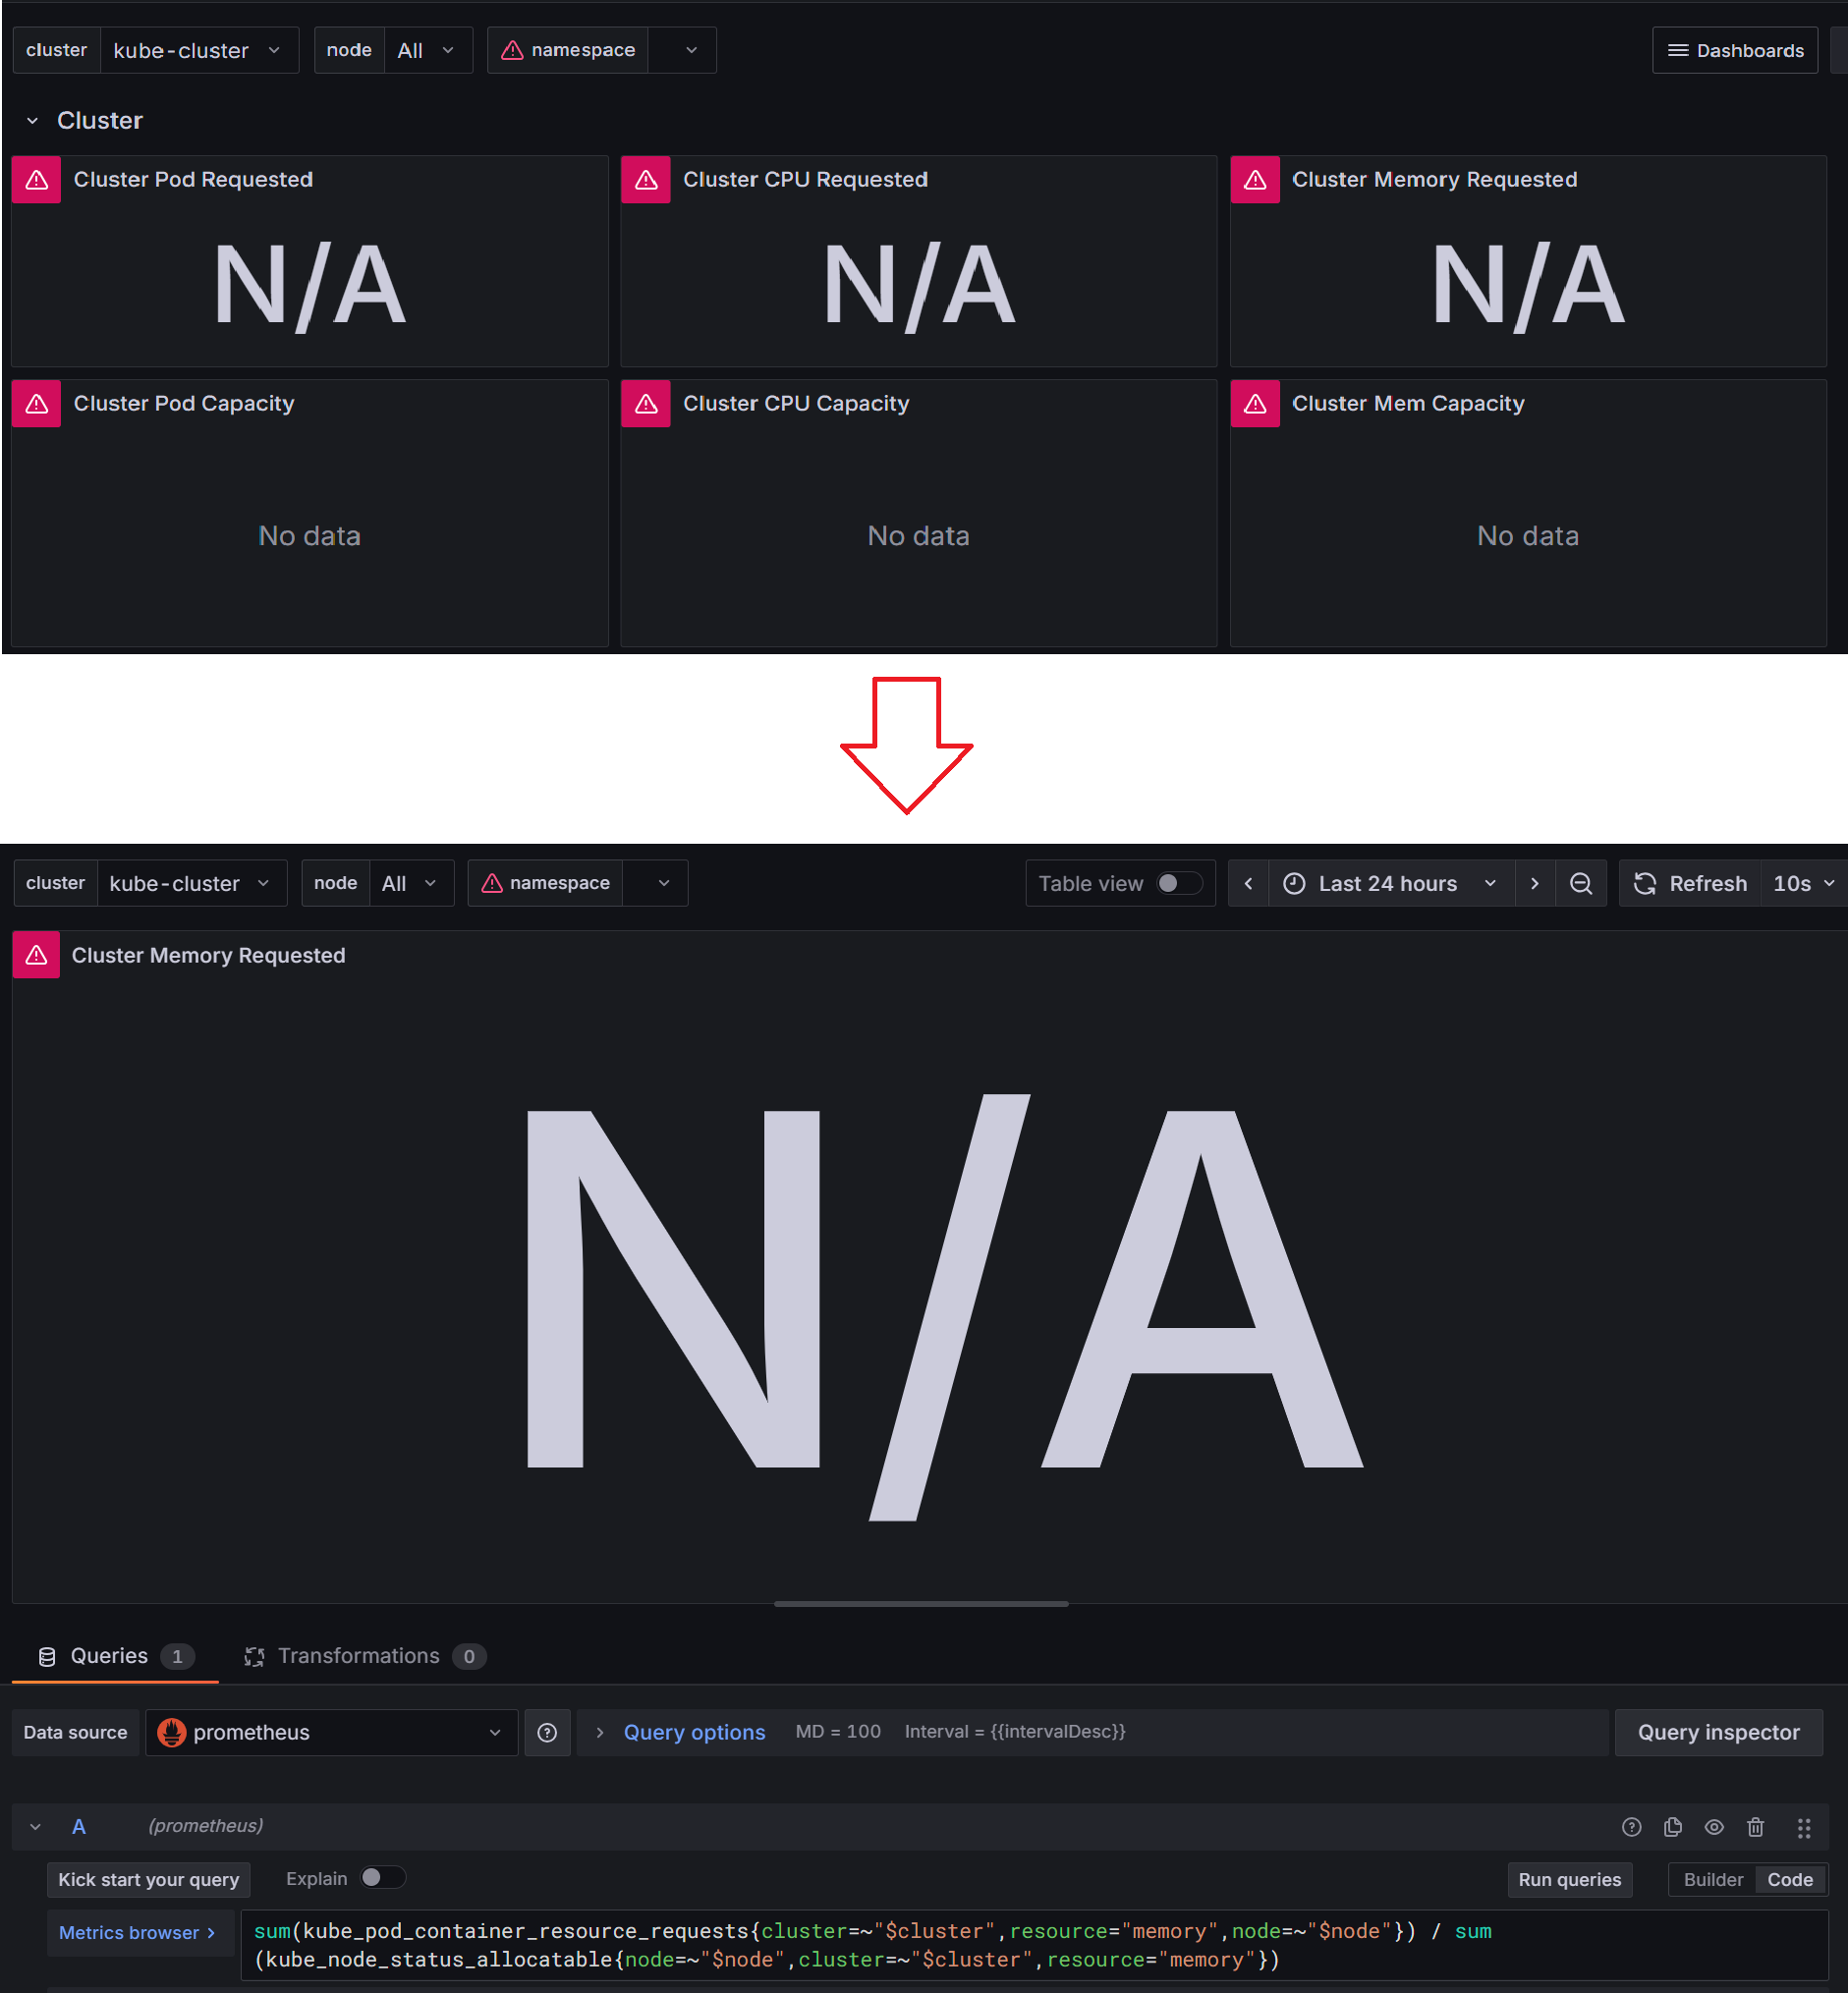 cluster kube-cluster node All namespace Dashboards
Cluster
Cluster Pod Requested Cluster CPU Requested Cluster Memory Requested
N/A N/A N/A
Cluster Pod Capacity Cluster CPU Capacity Cluster Mem Capacity
No data No data No data
cluster kube-cluster node All namespace Table view Last 24 hours Refresh 10s
Cluster Memory Requested
N/A
Queries 1 Transformations 0
Data source prometheus Query options MD = 100 Interval = {{intervalDesc}} Query inspector
A (prometheus)
Kick start your query Explain Run queries Builder Code
Metrics browser > sum(kube_pod_container_resource_requests{cluster=~"$cluster",resource="memory",node=~"$node"}) / sum
(kube_node_status_allocatable{node=~"$node",cluster=~"$cluster",resource="memory"})